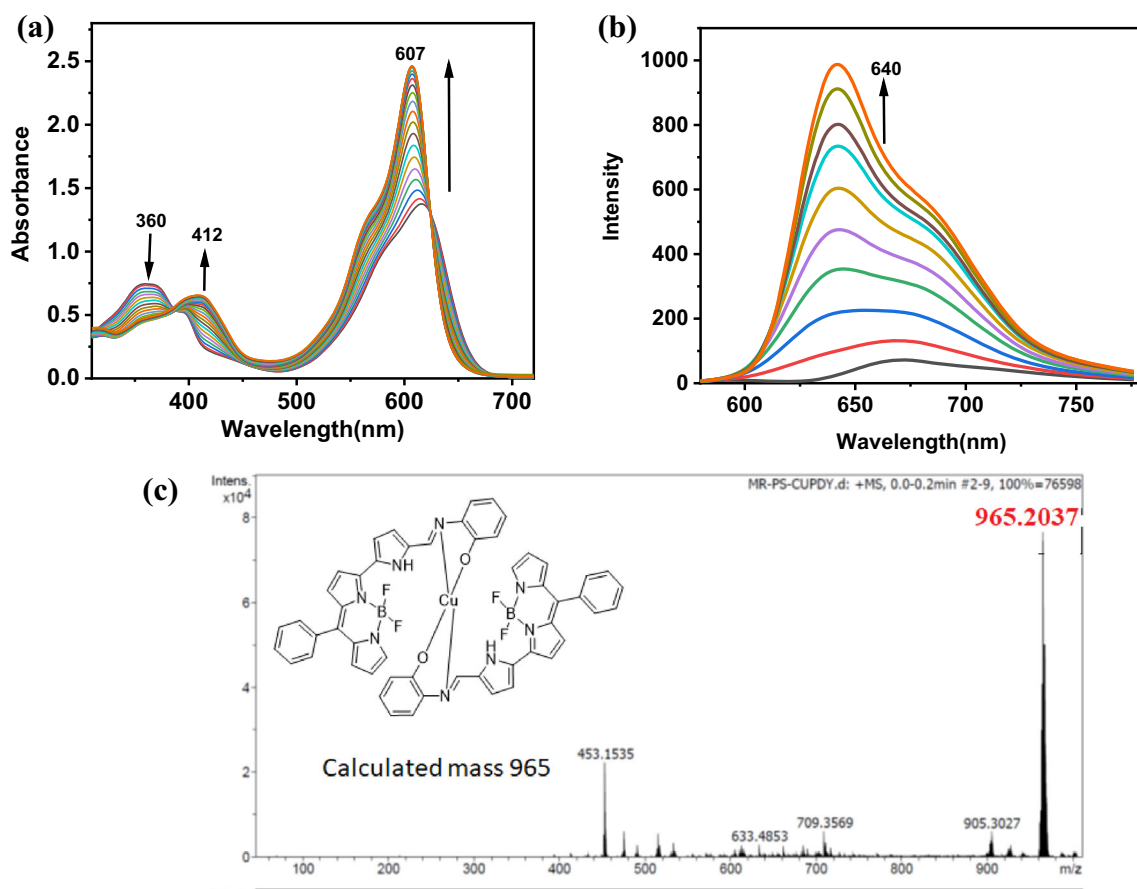 (a)
607
360
412
Absorbance
2.5
2.0
1.5
1.0
0.5
0.0
400
500
600
700
Wavelength(nm)
(b)
640
Intensity
1000
800
600
400
200
0
600
650
700
750
Wavelength(nm)
(c)
Intens.
x10⁴
MR-PS-CUPDY.d: +MS, 0.0-0.2min #2-9, 100%=76598
965.2037
8
6
4
2
0
N
O
NH
F
N
B
F
N
Cu
F
N
B
F
N
H
N
O
N
Calculated mass 965
453.1535
633.4853
709.3569
905.3027
100
200
300
400
500
600
700
800
900
m/z